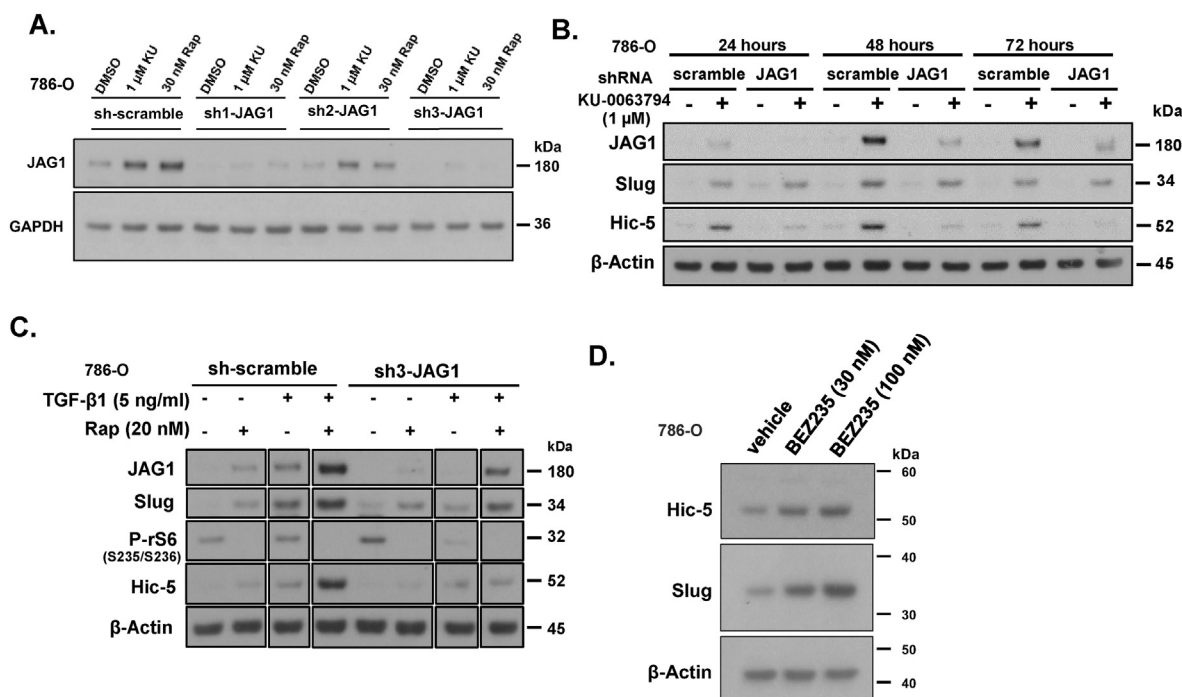 A.
786-O
DMSO 1 µM KU 30 nM Rap DMSO 1 µM KU 30 nM Rap DMSO 1 µM KU 30 nM Rap DMSO 1 µM KU 30 nM Rap
sh-scramble sh1-JAG1 sh2-JAG1 sh3-JAG1
kDa
JAG1 180
GAPDH 36
B.
786-O 24 hours 48 hours 72 hours
shRNA scramble JAG1 scramble JAG1 scramble JAG1
KU-0063794 - + - + - + - + - + - +
(1 µM)
kDa
JAG1 180
Slug 34
Hic-5 52
β-Actin 45
C.
786-O sh-scramble sh3-JAG1
TGF-β1 (5 ng/ml) - - + + - - + +
Rap (20 nM) - + - + - + - +
kDa
JAG1 180
Slug 34
P-rS6 32
(S235/S236)
Hic-5 52
β-Actin 45
D.
786-O
vehicle BEZ235 (30 nM) BEZ235 (100 nM)
kDa
60
Hic-5
50
40
Slug
30
50
β-Actin
40